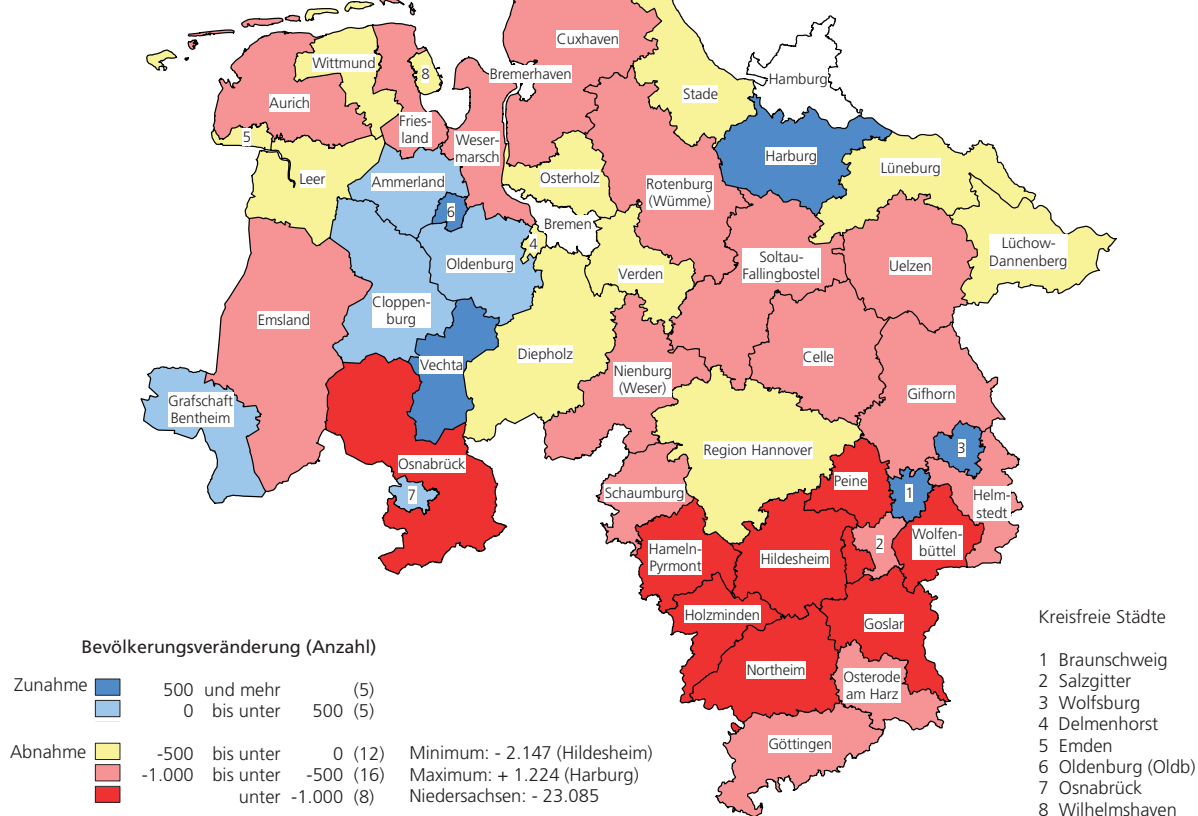 Cuxhaven
Wittmund
8
Bremerhaven
Hamburg
Stade
Aurich
Fries-
land
5
Weser-
marsch
Harburg
Lüneburg
Leer
Ammerland
Osterholz
Rotenburg
(Wümme)
6
Bremen
4
Oldenburg
Verden
Soltau-
Fallingbostel
Uelzen
Lüchow-
Dannenberg
Cloppen-
burg
Emsland
Diepholz
Vechta
Celle
Nienburg
(Weser)
Gifhorn
Grafschaft
Bentheim
Region Hannover
3
Osnabrück
7
Peine
1
Schaumburg
Helm-
stedt
2
Wolfen-
büttel
Hameln-
Pyrmont
Hildesheim
Holzminden
Goslar
Northeim
Osterode
am Harz
Göttingen
Bevölkerungsveränderung (Anzahl)
Zunahme 500 und mehr (5)
0 bis unter 500 (5)
Abnahme -500 bis unter 0 (12) Minimum: - 2.147 (Hildesheim)
-1.000 bis unter -500 (16) Maximum: + 1.224 (Harburg)
unter -1.000 (8) Niedersachsen: - 23.085
Kreisfreie Städte
1 Braunschweig
2 Salzgitter
3 Wolfsburg
4 Delmenhorst
5 Emden
6 Oldenburg (Oldb)
7 Osnabrück
8 Wilhelmshaven